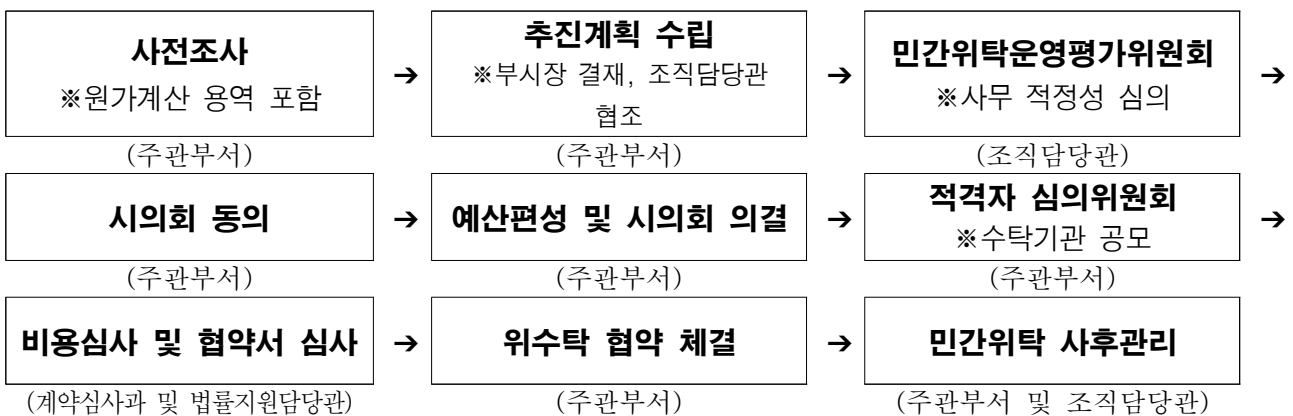 사전조사
※원가계산 용역 포함
➔
추진계획 수립
※부시장 결재, 조직담당관
협조
➔
민간위탁운영평가위원회
※사무 적정성 심의
➔
(주관부서)
(주관부서)
(조직담당관)
시의회 동의
➔
예산편성 및 시의회 의결
➔
적격자 심의위원회
※수탁기관 공모
➔
(주관부서)
(주관부서)
(주관부서)
비용심사 및 협약서 심사
➔
위수탁 협약 체결
➔
민간위탁 사후관리
(계약심사과 및 법률지원담당관)
(주관부서)
(주관부서 및 조직담당관)